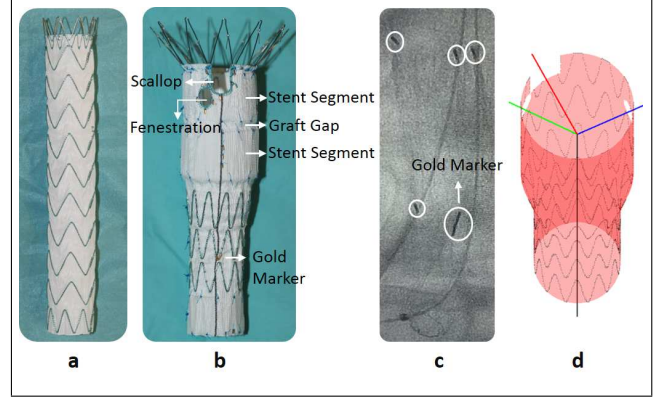 Scallop
Fenestration
Stent Segment
Graft Gap
Stent Segment
Gold
Marker
Gold Marker
a
b
c
d